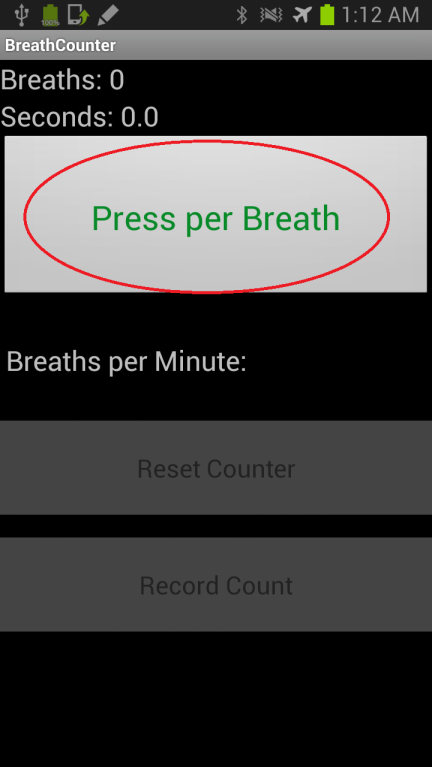 100%
1:12 AM
BreathCounter
Breaths: 0
Seconds: 0.0
Press per Breath
Breaths per Minute:
Reset Counter
Record Count